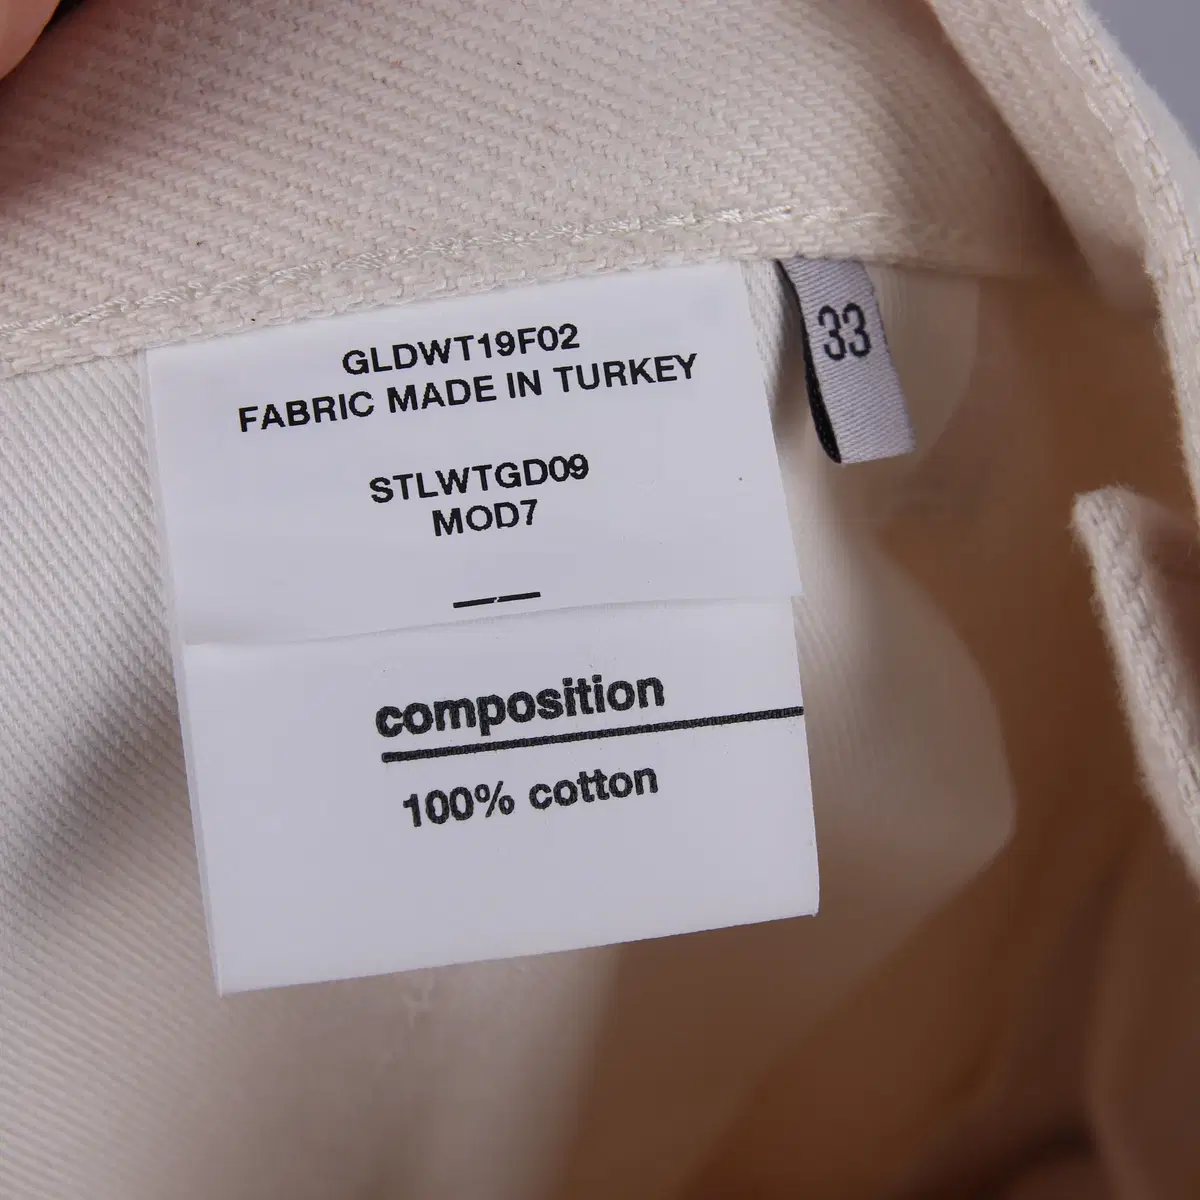 GLDWT19F02
FABRIC MADE IN TURKEY
STLWTGD09
MOD7
——
composition
100% cotton
33